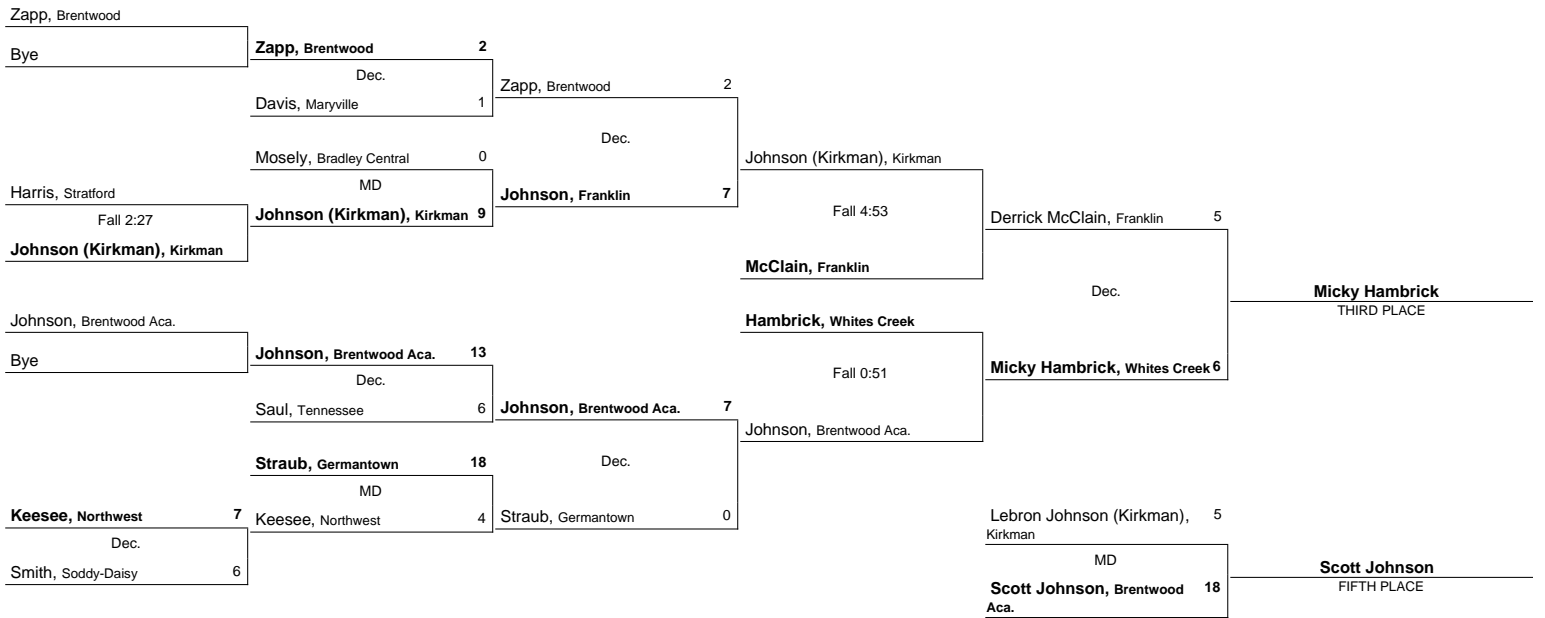 Zapp, Brentwood
Bye
Harris, Stratford
Fall 2:27
Johnson (Kirkman), Kirkman
Johnson, Brentwood Aca.
Bye
Keesee, Northwest 7
Dec.
Smith, Soddy-Daisy 6
Zapp, Brentwood 2
Dec.
Davis, Maryville 1
Mosely, Bradley Central 0
MD
Johnson (Kirkman), Kirkman 9
Johnson, Brentwood Aca. 13
Dec.
Saul, Tennessee 6
Straub, Germantown 18
MD
Keesee, Northwest 4
Zapp, Brentwood 2
Dec.
Johnson, Franklin 7
Johnson, Brentwood Aca. 7
Dec.
Straub, Germantown 0
Johnson (Kirkman), Kirkman
Fall 4:53
McClain, Franklin
Hambrick, Whites Creek
Fall 0:51
Johnson, Brentwood Aca.
Derrick McClain, Franklin 5
Dec.
Micky Hambrick, Whites Creek 6
Micky Hambrick
THIRD PLACE
Lebron Johnson (Kirkman), 5
Kirkman
MD
Scott Johnson, Brentwood 18
Aca.
Scott Johnson
FIFTH PLACE